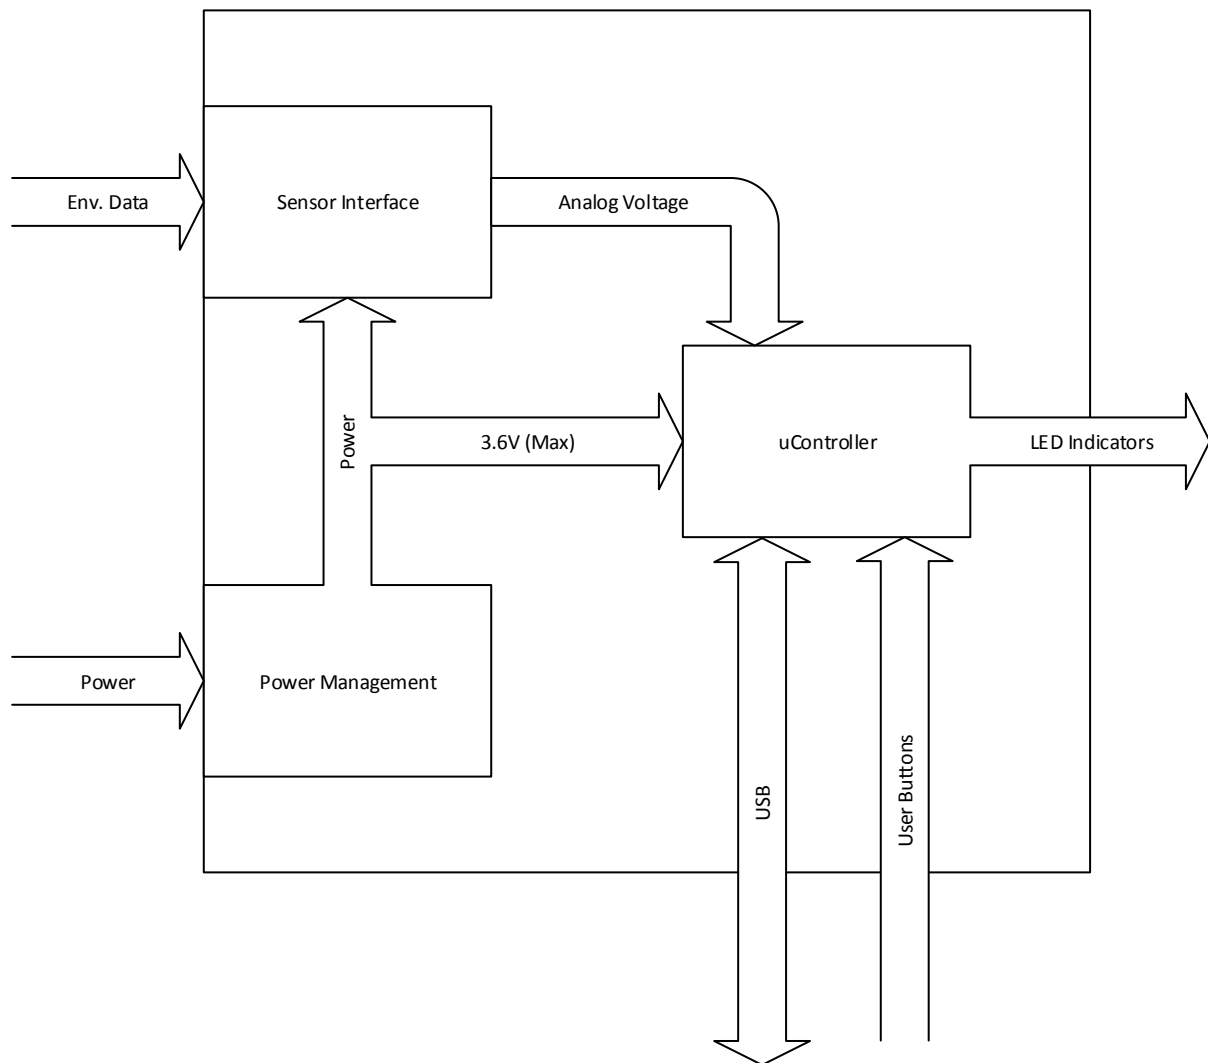 Env. Data
Sensor Interface
Analog Voltage
Power
3.6V (Max)
uController
LED Indicators
Power
Power Management
USB
User Buttons